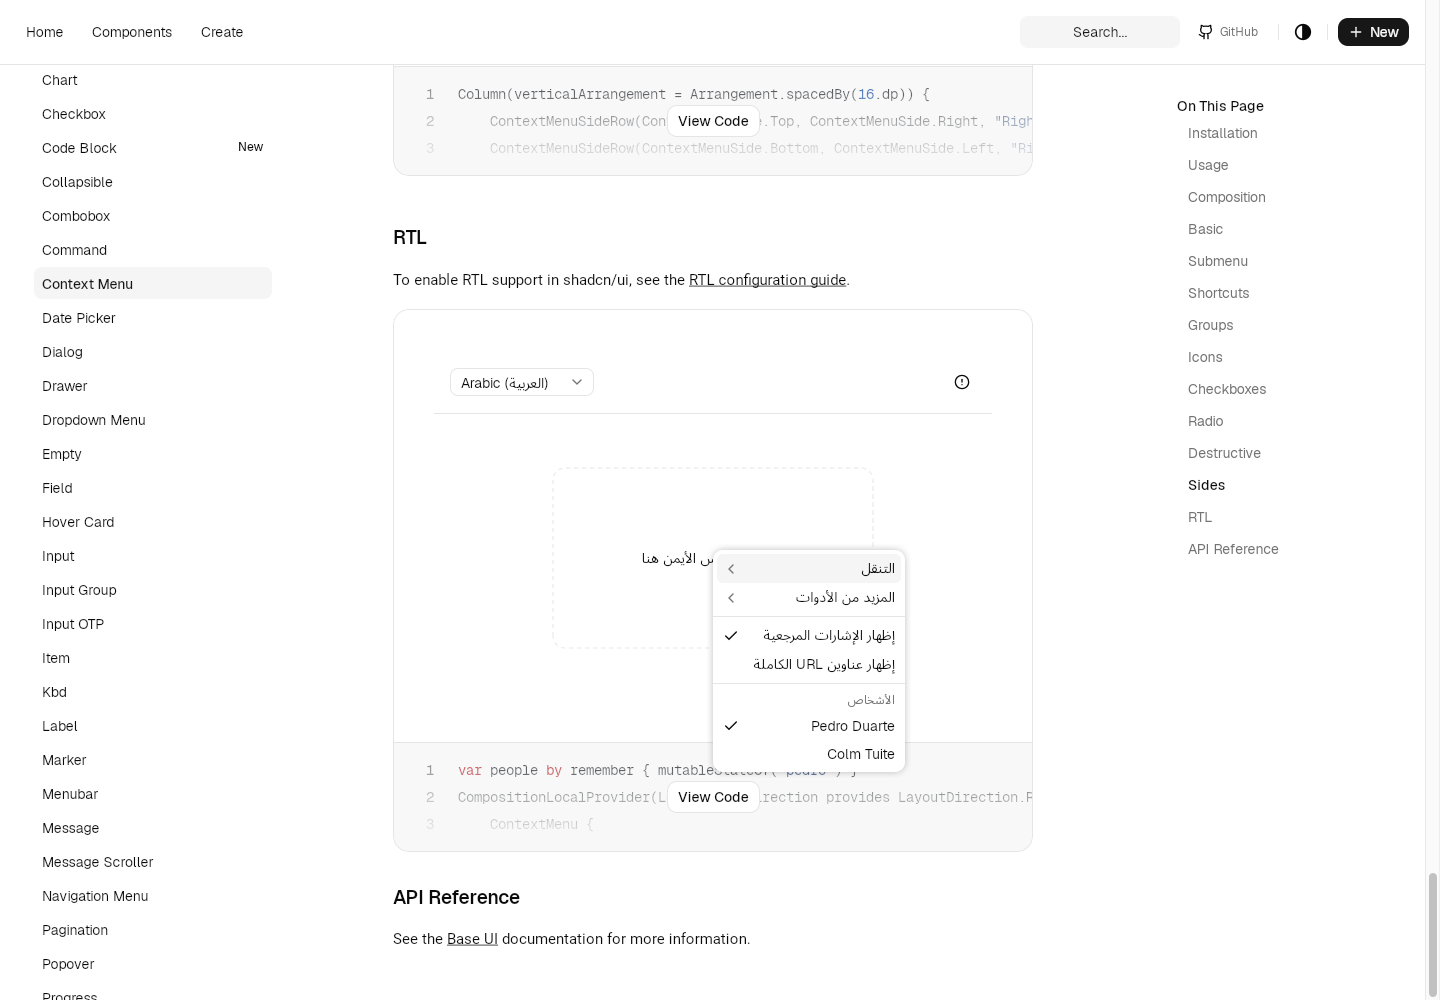 Home
Components
Create
Search...
GitHub
New
Chart
Checkbox
Code Block New
Collapsible
Combobox
Command
Context Menu
Date Picker
Dialog
Drawer
Dropdown Menu
Empty
Field
Hover Card
Input
Input Group
Input OTP
Item
Kbd
Label
Marker
Menubar
Message
Message Scroller
Navigation Menu
Pagination
Popover
Progress
1 Column(verticalArrangement = Arrangement.spacedBy(16.dp)) {
2 ContextMenuSideRow( .Top, ContextMenuSide.Right,
3 ContextMenuSideRow(ContextMenuSide.Bottom, ContextMenuSide.Left,
View Code
RTL
To enable RTL support in shadcn/ui, see the RTL configuration guide.
Arabic (العربية)
الأيمن هنا
التنقل
المزيد من الأدوات
إظهار الإشارات المرجعية
إظهار عناوين URL الكاملة
الأشخاص
Pedro Duarte
Colm Tuite
1 var people by remember {
2 CompositionLocalProvider( provides
3 ContextMenu {
View Code
API Reference
See the Base UI documentation for more information.
On This Page
Installation
Usage
Composition
Basic
Submenu
Shortcuts
Groups
Icons
Checkboxes
Radio
Destructive
Sides
RTL
API Reference